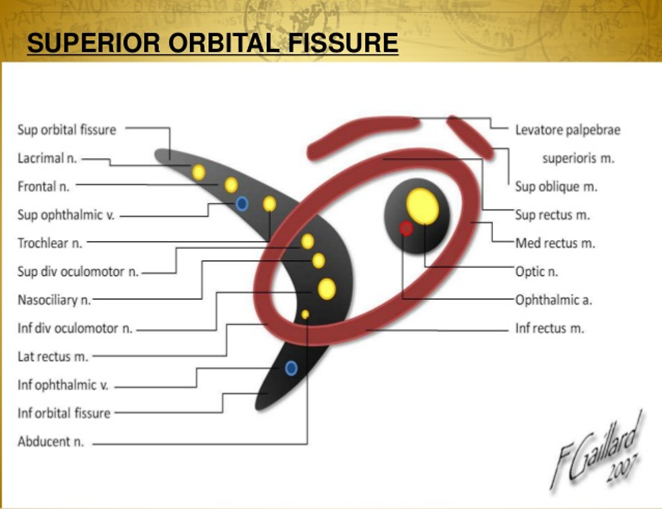 SUPERIOR ORBITAL FISSURE
Sup orbital fissure
Lacrimal n.
Frontal n.
Sup ophthalmic v.
Trochlear n.
Sup div oculomotor n.
Nasociliary n.
Inf div oculomotor n.
Lat rectus m.
Inf ophthalmic v.
Inf orbital fissure
Abducent n.
Levatore palpebrae
superioris m.
Sup oblique m.
Sup rectus m.
Med rectus m.
Optic n.
Ophthalmic a.
Inf rectus m.
F Gaillard
2007